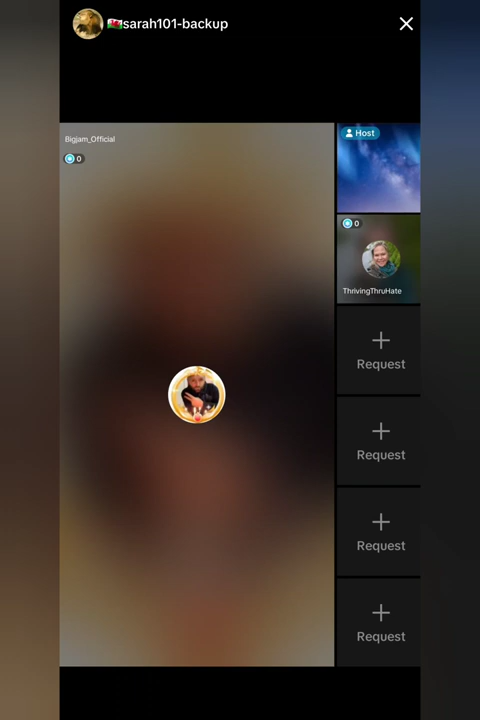 🏴󠁧󠁢󠁷󠁬󠁳󠁿sarah101-backup
Bigjam_Official
0
Host
0
ThrivingThruHate
Request
Request
Request
Request